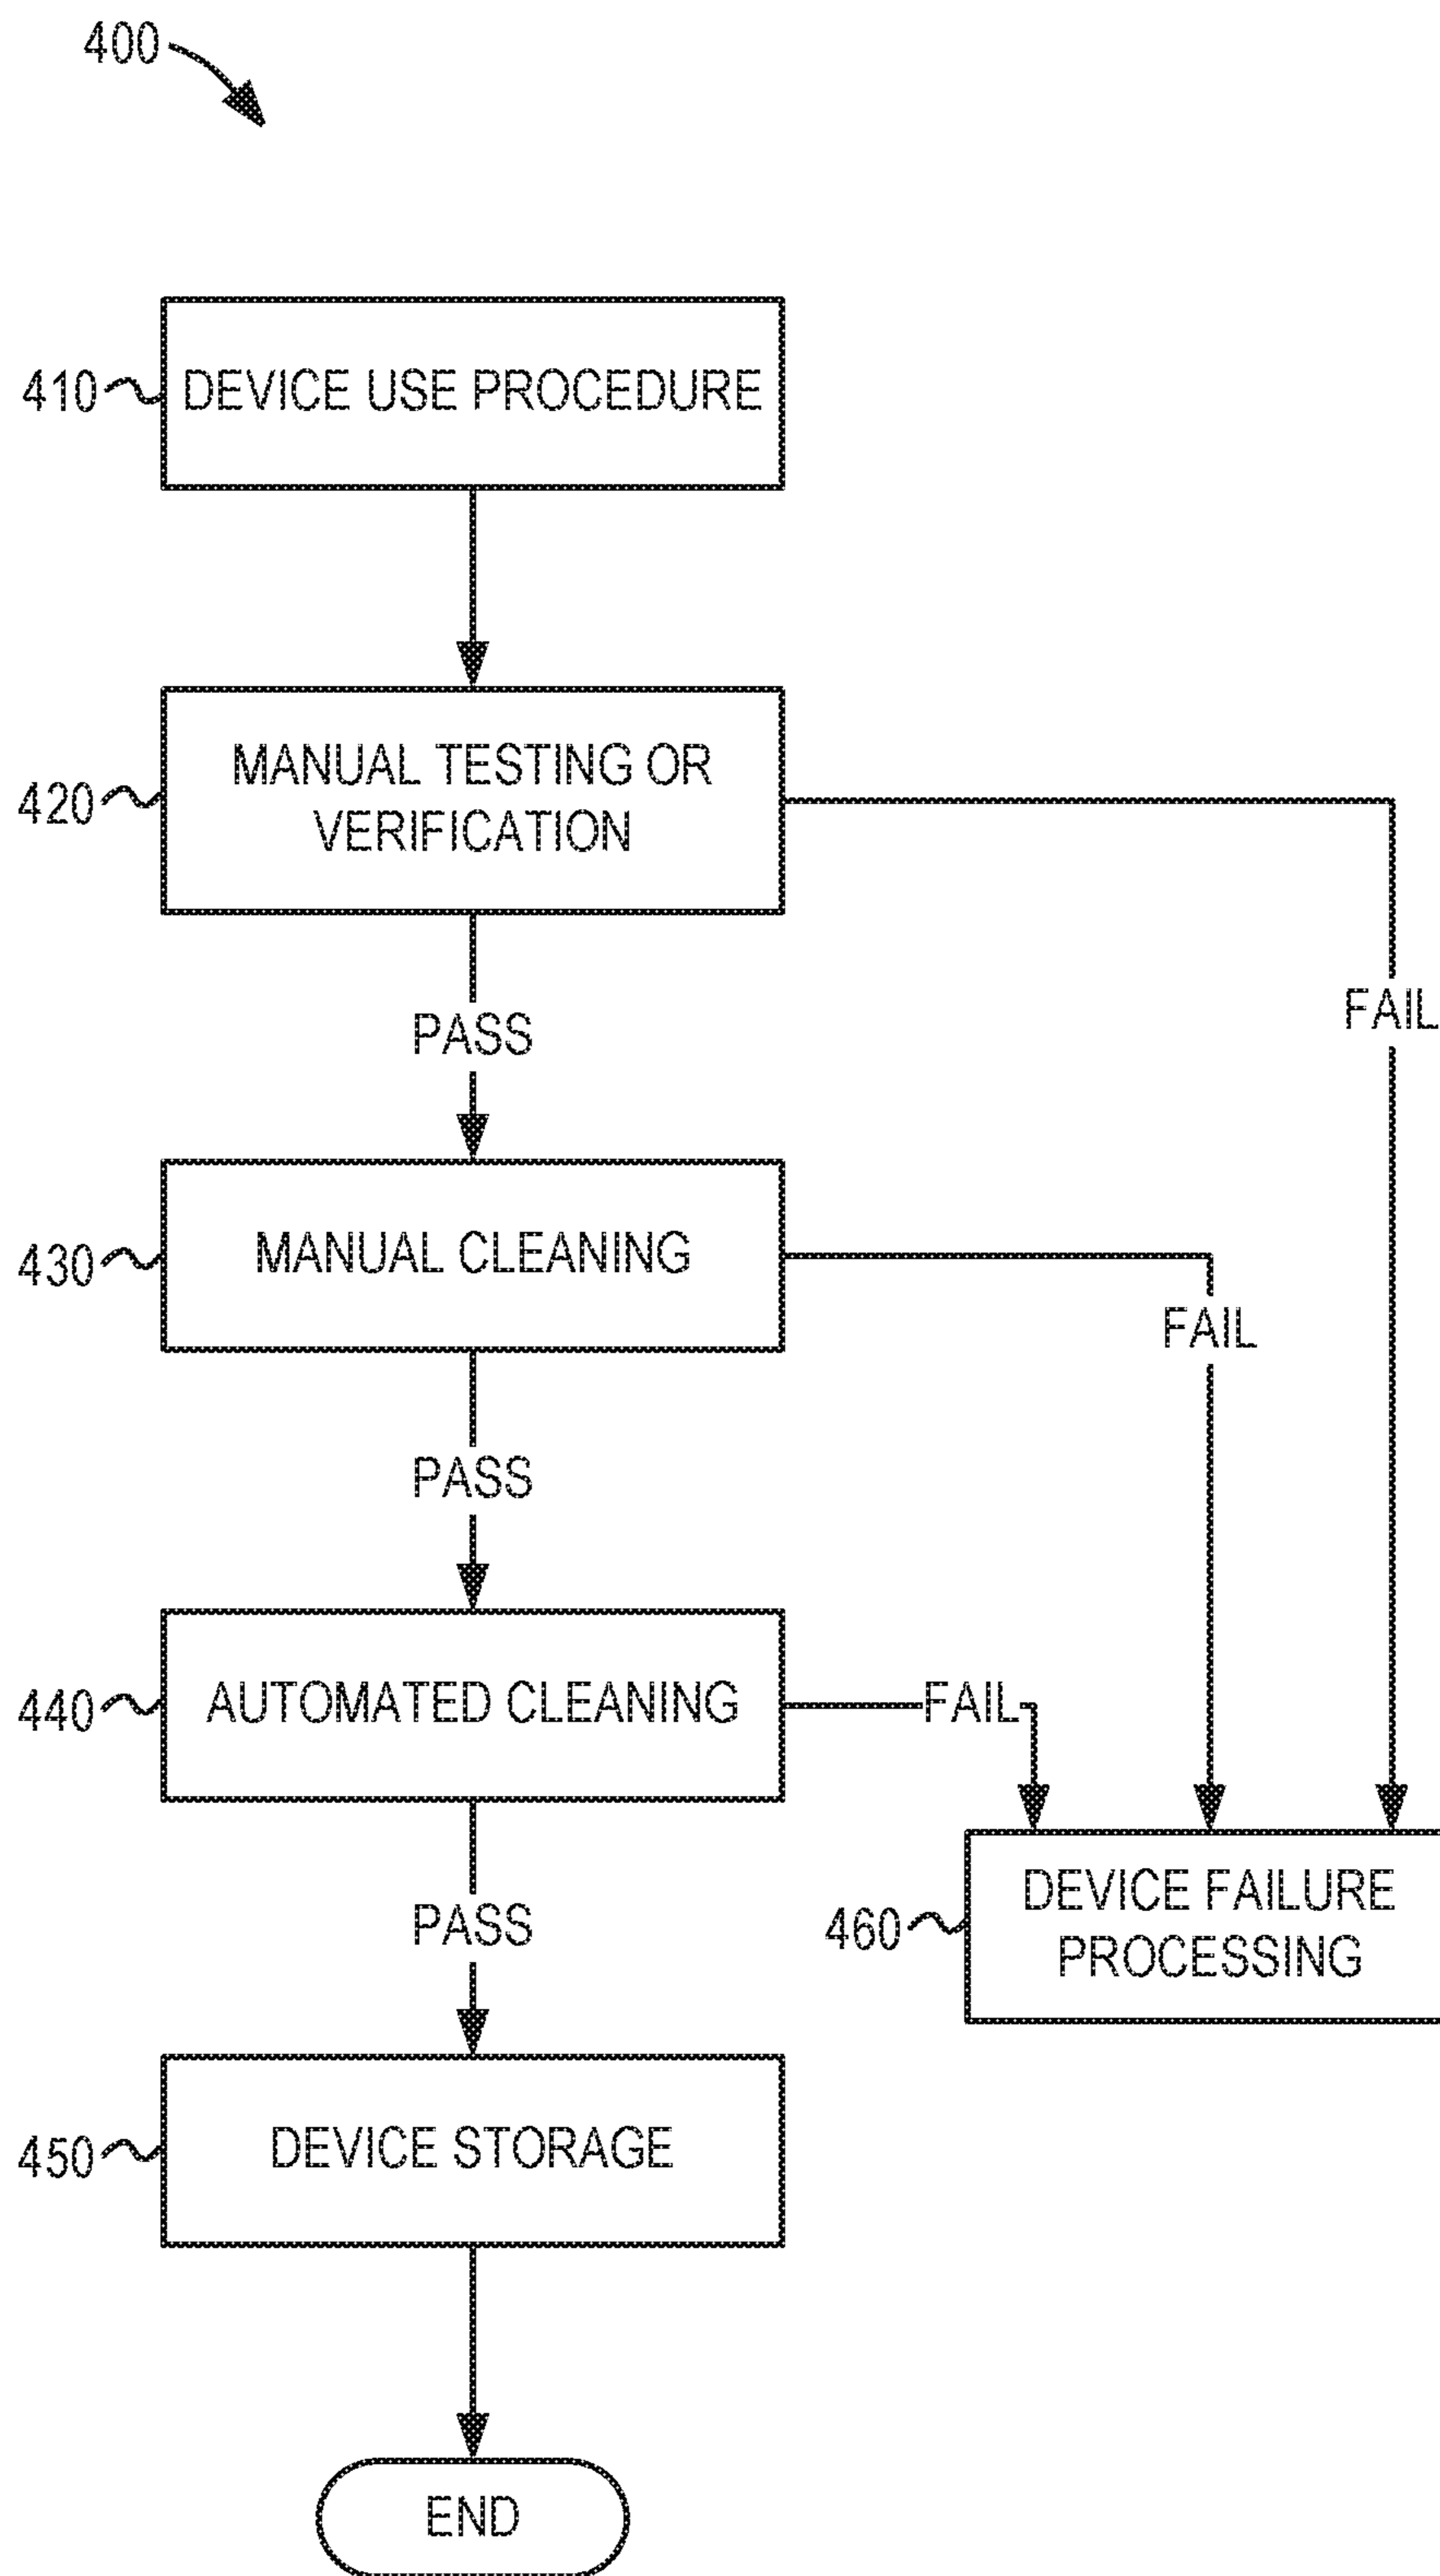 400
410
DEVICE USE PROCEDURE
420
MANUAL TESTING OR
VERIFICATION
FAIL
PASS
430
MANUAL CLEANING
FAIL
PASS
440
AUTOMATED CLEANING
FAIL
PASS
460
DEVICE FAILURE
PROCESSING
450
DEVICE STORAGE
END